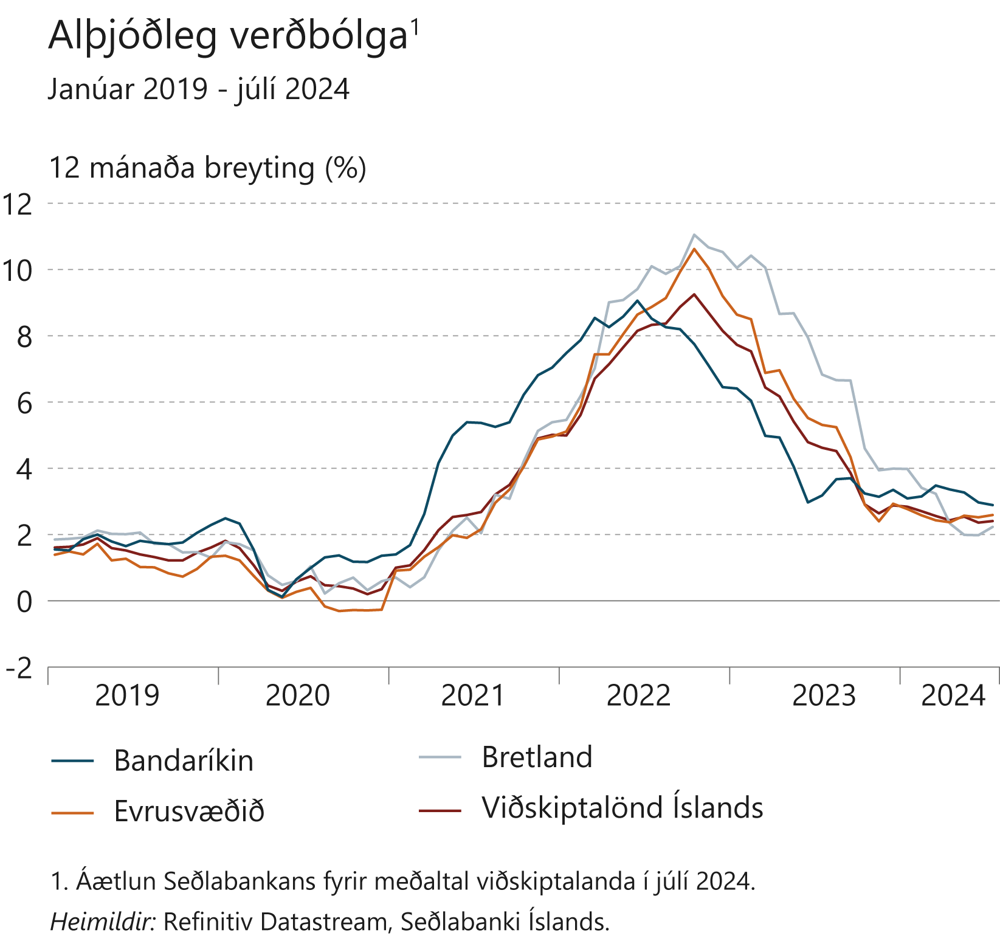 Alþjóðleg verðbólga¹
Janúar 2019 - júlí 2024
12 mánaða breyting (%)
12
10
8
6
4
2
0
-2
2019 2020 2021 2022 2023 2024
Bandaríkin Bretland
Evrusvæðið Viðskiptalönd Íslands
1. Áætlun Seðlabankans fyrir meðaltal viðskiptalanda í júlí 2024.
Heimildir: Refinitiv Datastream, Seðlabanki Íslands.